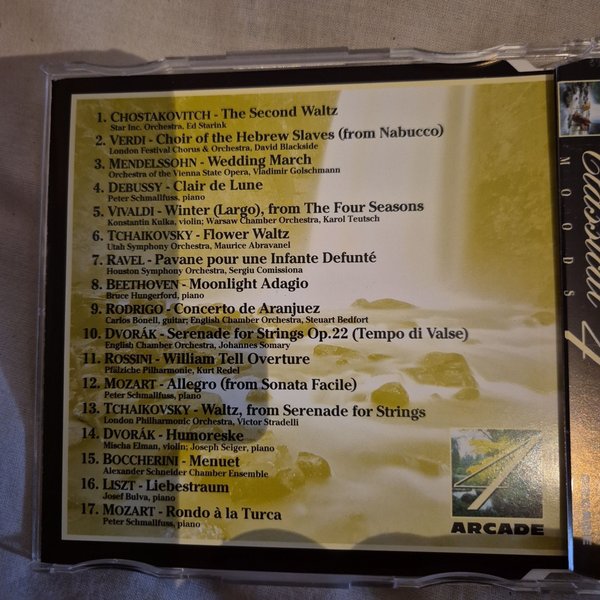 1. CHOSTAKOVITCH - The Second Waltz
Star Inc. Orchestra, Ed Starink
2. VERDI - Choir of the Hebrew Slaves (from Nabucco)
London Festival Chorus & Orchestra, David Blackside
3. MENDELSSOHN - Wedding March
Orchestra of the Vienna State Opera, Vladimir Golschmann
4. DEBUSSY - Clair de Lune
Peter Schmallfuss, piano
5. VIVALDI - Winter (Largo), from The Four Seasons
Konstantin Kulka, violin; Warsaw Chamber Orchestra, Karol Teutsch
6. TCHAIKOVSKY - Flower Waltz
Utah Symphony Orchestra, Maurice Abravanel
7. RAVEL - Pavane pour une Infante Defunté
Houston Symphony Orchestra, Sergiu Comissiona
8. BEETHOVEN - Moonlight Adagio
Bruce Hungerford, piano
9. RODRIGO - Concerto de Aranjuez
Carlos Bonell, guitar; English Chamber Orchestra, Steuart Bedfort
10. DVORÁK - Serenade for Strings Op.22 (Tempo di Valse)
English Chamber Orchestra, Johannes Somary
11. ROSSINI - William Tell Overture
Pfälzische Philharmonie, Kurt Redel
12. MOZART - Allegro (from Sonata Facile)
Peter Schmallfuss, piano
13. TCHAIKOVSKY - Waltz, from Serenade for Strings
London Philharmonic Orchestra, Victor Stradelli
14. DVORÁK - Humoreske
Mischa Elman, violin; Joseph Seiger, piano
15. BOCCHERINI - Menuet
Alexander Schneider Chamber Ensemble
16. LISZT - Liebestraum
Josef Bulva, piano
17. MOZART - Rondo à la Turca
Peter Schmallfuss, piano
ARCADE
Classical
MOODS
4